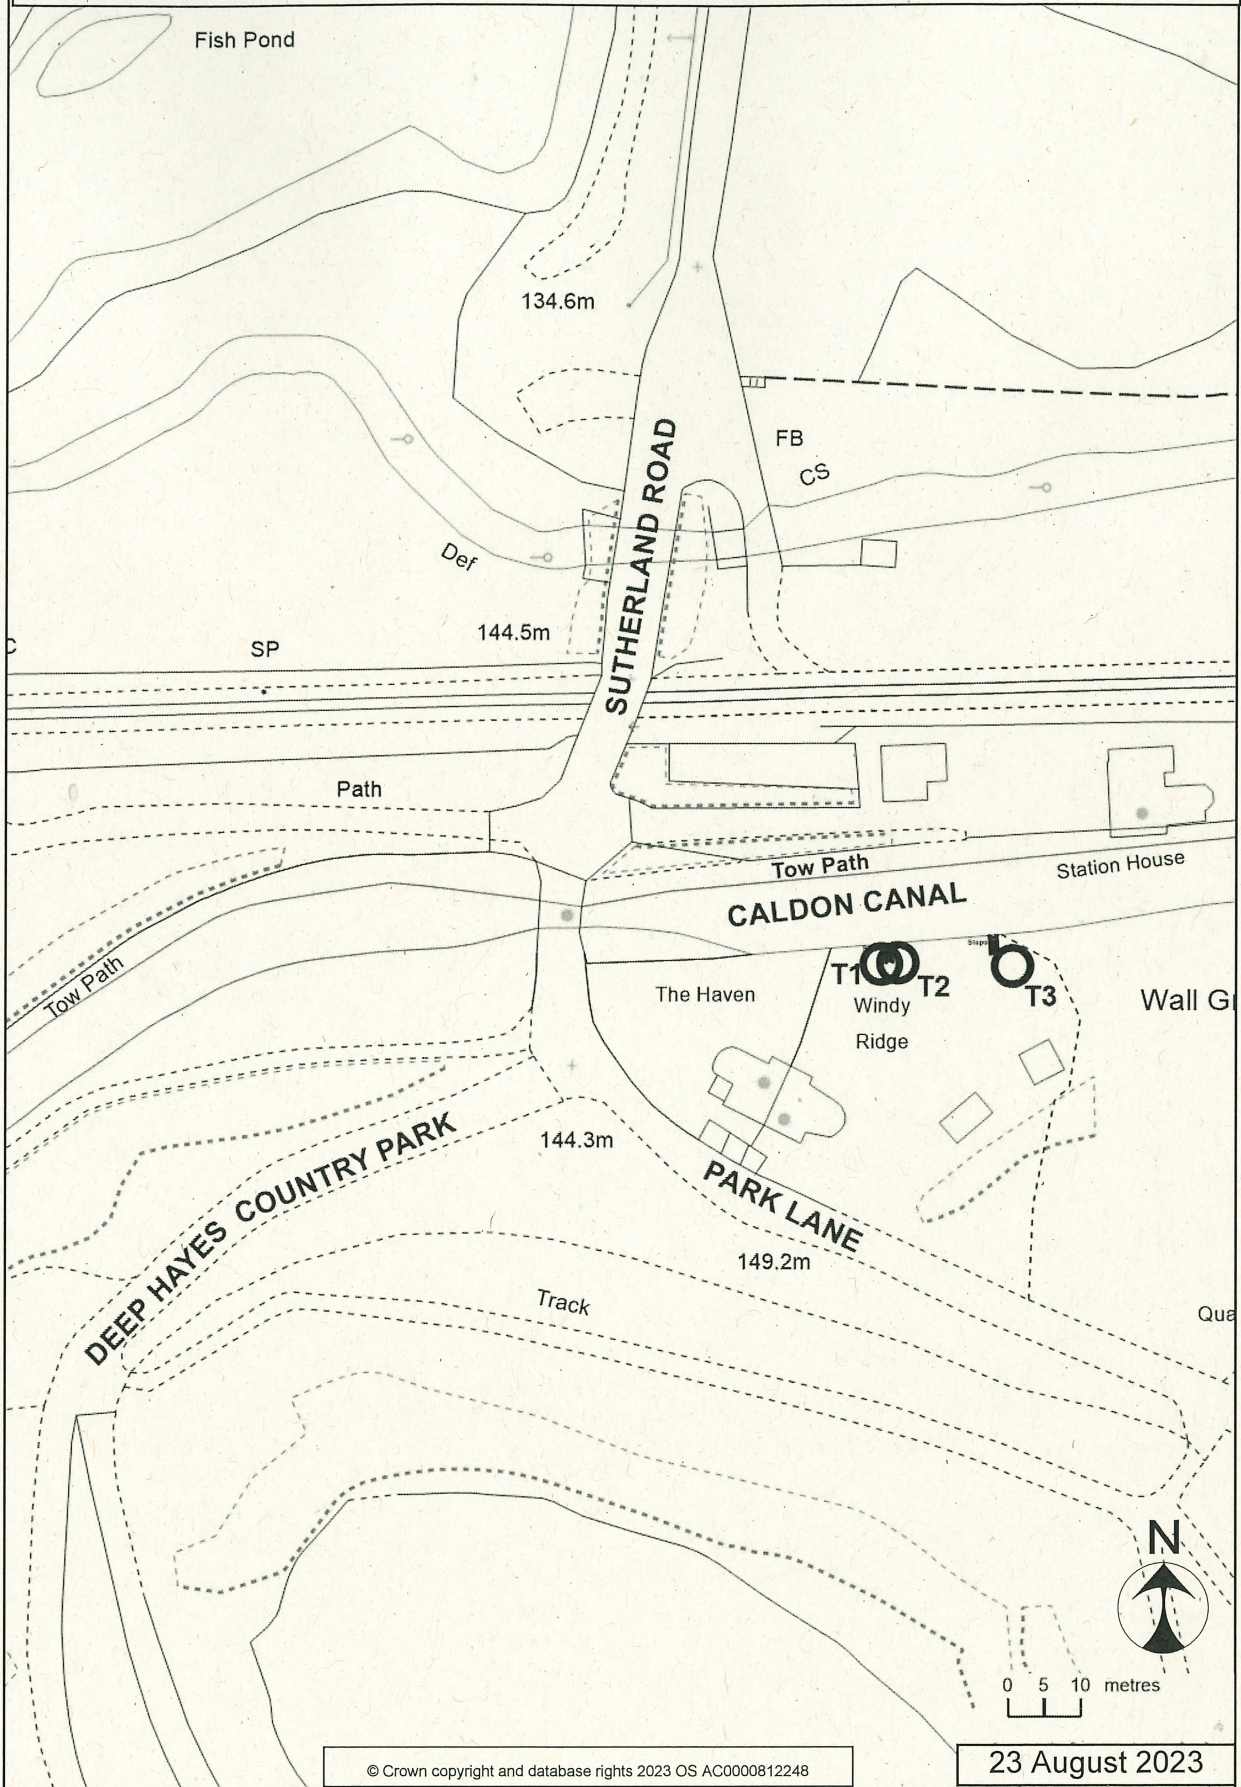 Fish Pond
134.6m
SUTHERLAND ROAD
FB
CS
Def
144.5m
SP
Path
Tow Path
Station House
CALDON CANAL
Tow Path
Steps
T1
T2
T3
The Haven
Windy
Ridge
Wall Gr
DEEP HAYES COUNTRY PARK
144.3m
PARK LANE
149.2m
Track
Qua
N
0 5 10 metres
© Crown copyright and database rights 2023 OS AC0000812248
23 August 2023